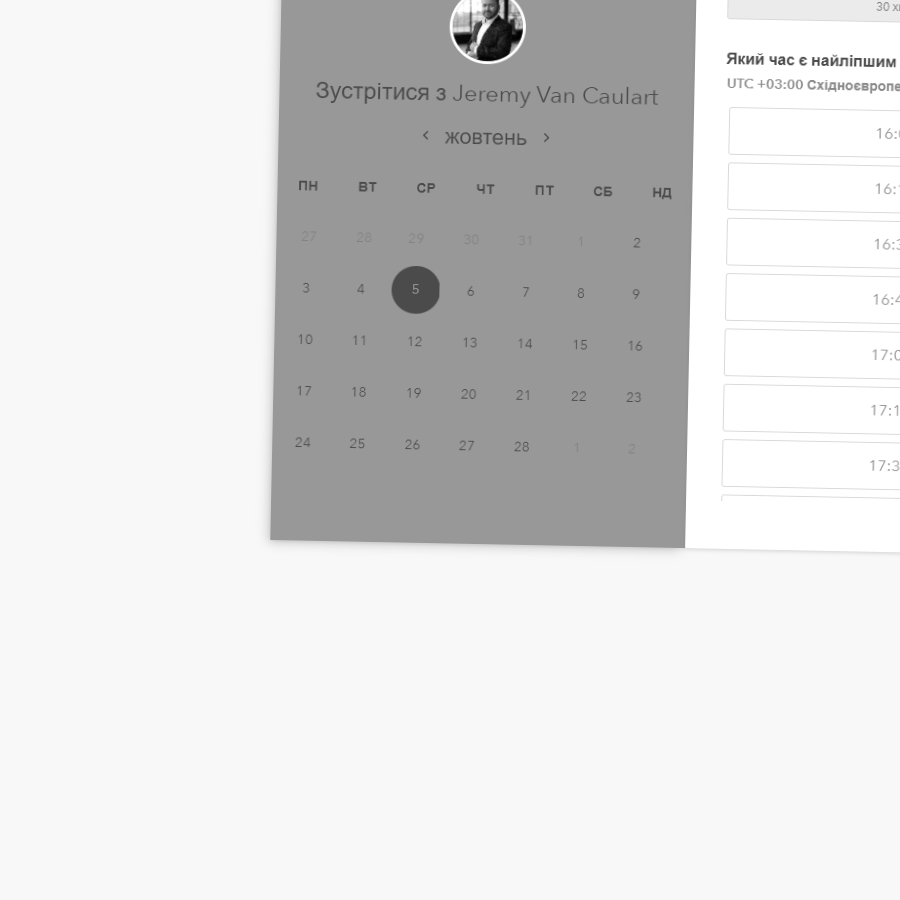 Зустрітися з Jeremy Van Caulart
жовтень
ПН ВТ СР ЧТ ПТ СБ НД
27 28 29 30 31 1 2
3 4 5 6 7 8 9
10 11 12 13 14 15 16
17 18 19 20 21 22 23
24 25 26 27 28 1 2
30
Який час є найліпшим
UTC +03:00
16:
16:
16:3
16:4
17:0
17:1
17:3